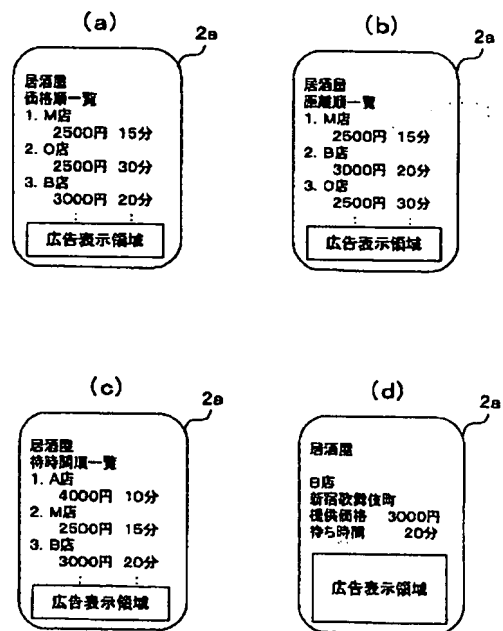 (a)
2a
居酒屋
価格順一覧
1. M店
2500円 15分
2. O店
2500円 30分
3. B店
3000円 20分
広告表示領域
(b)
2a
居酒屋
距離順一覧
1. M店
2500円 15分
2. B店
3000円 20分
3. O店
2500円 30分
広告表示領域
(c)
2a
居酒屋
待時間順一覧
1. A店
4000円 10分
2. M店
2500円 15分
3. B店
3000円 20分
広告表示領域
(d)
2a
居酒屋
B店
新宿歌舞伎町
提供価格 3000円
待ち時間 20分
広告表示領域